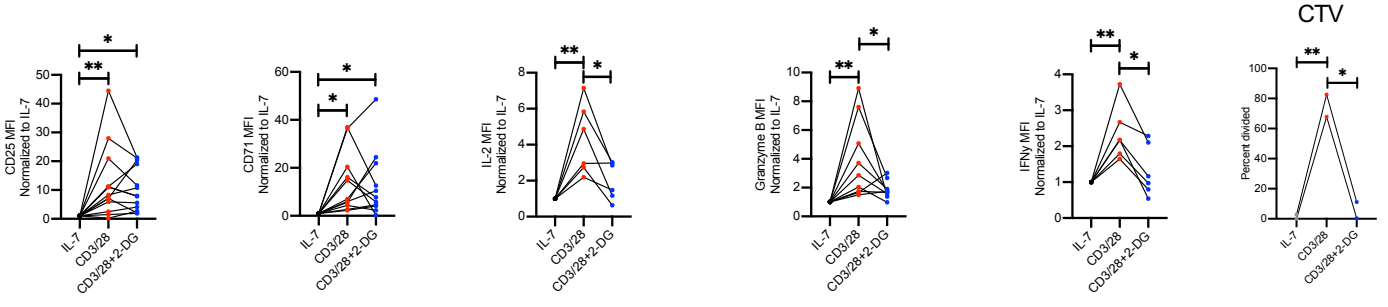 CTV
*
**
CD25 MFI
Normalized to IL-7
50
40
30
20
10
0
IL-7
CD3/28
CD3/28+2-DG
*
*
CD71 MFI
Normalized to IL-7
60
40
20
0
IL-7
CD3/28
CD3/28+2-DG
**
*
IL-2 MFI
Normalized to IL-7
8
6
4
2
0
IL-7
CD3/28
CD3/28+2-DG
*
**
Granzyme B MFI
Normalized to IL-7
10
8
6
4
2
0
IL-7
CD3/28
CD3/28+2-DG
**
*
IFNγ MFI
Normalized to IL-7
4
3
2
1
0
IL-7
CD3/28
CD3/28+2-DG
**
*
Percent divided
100
80
60
40
20
0
IL-7
CD3/28
CD3/28+2-DG